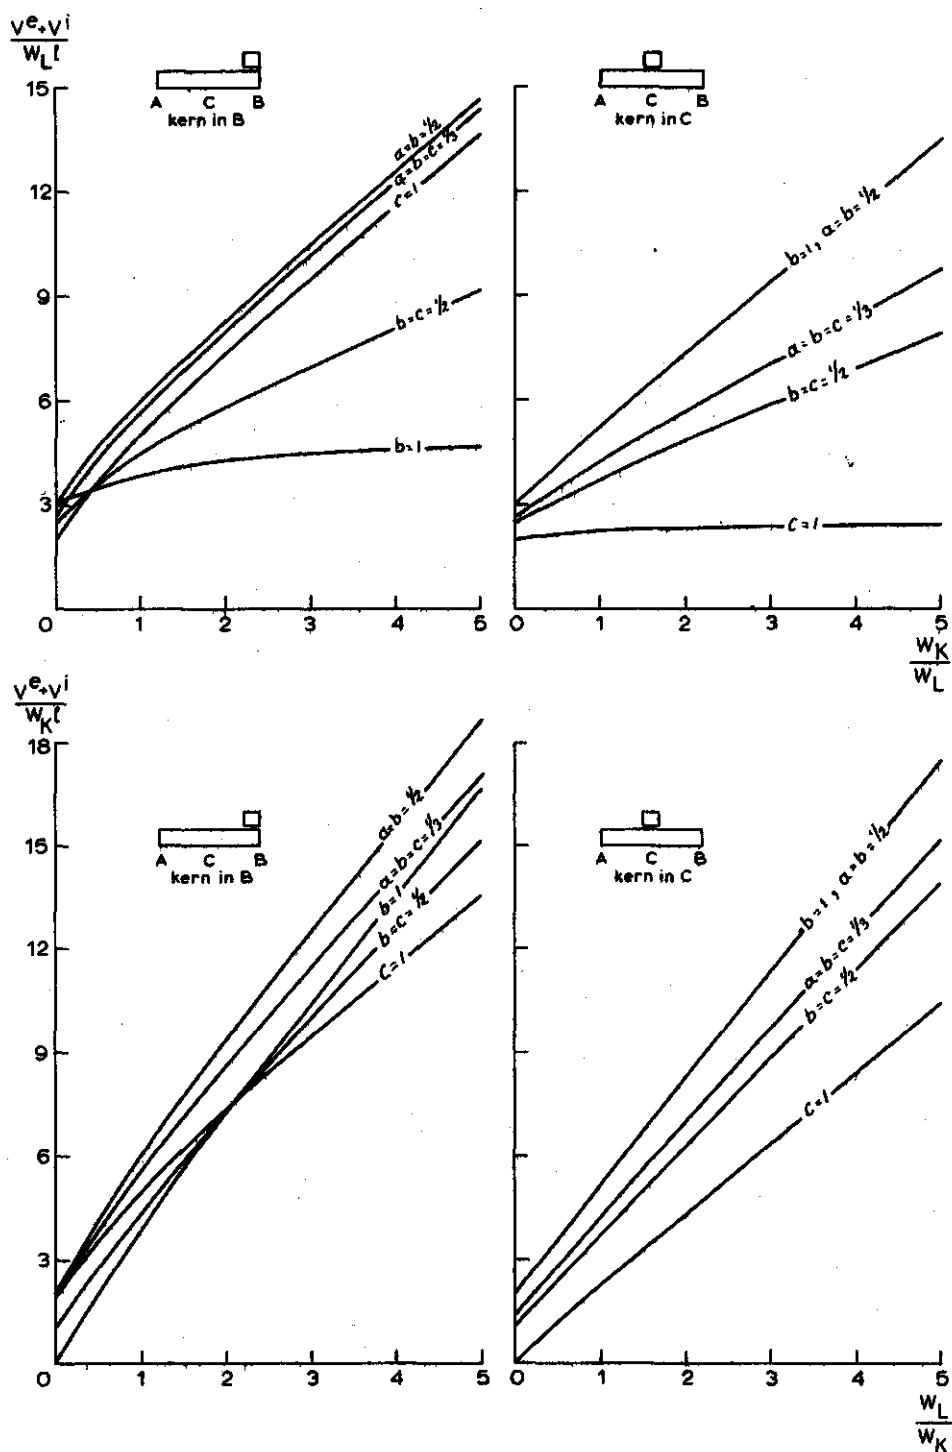 V^e+V^i
W_L l
A C B
kern in B
A C B
kern in C
15
12
9
6
3
a=b=1/2
a=b=c=1/3
c=1
b=c=1/2
b=1
b=1, a=b=1/2
a=b=c=1/3
b=c=1/2
c=1
0 1 2 3 4 5
0 1 2 3 4 5
W_K
W_L
V^e+V^i
W_K l
18
15
12
9
6
3
0
A C B
kern in B
A C B
kern in C
a=b=1/2
a=b=c=1/3
b=1
b=c=1/2
c=1
b=1, a=b=1/2
a=b=c=1/3
b=c=1/2
c=1
1 2 3 4 5
0 1 2 3 4 5
W_L
W_K